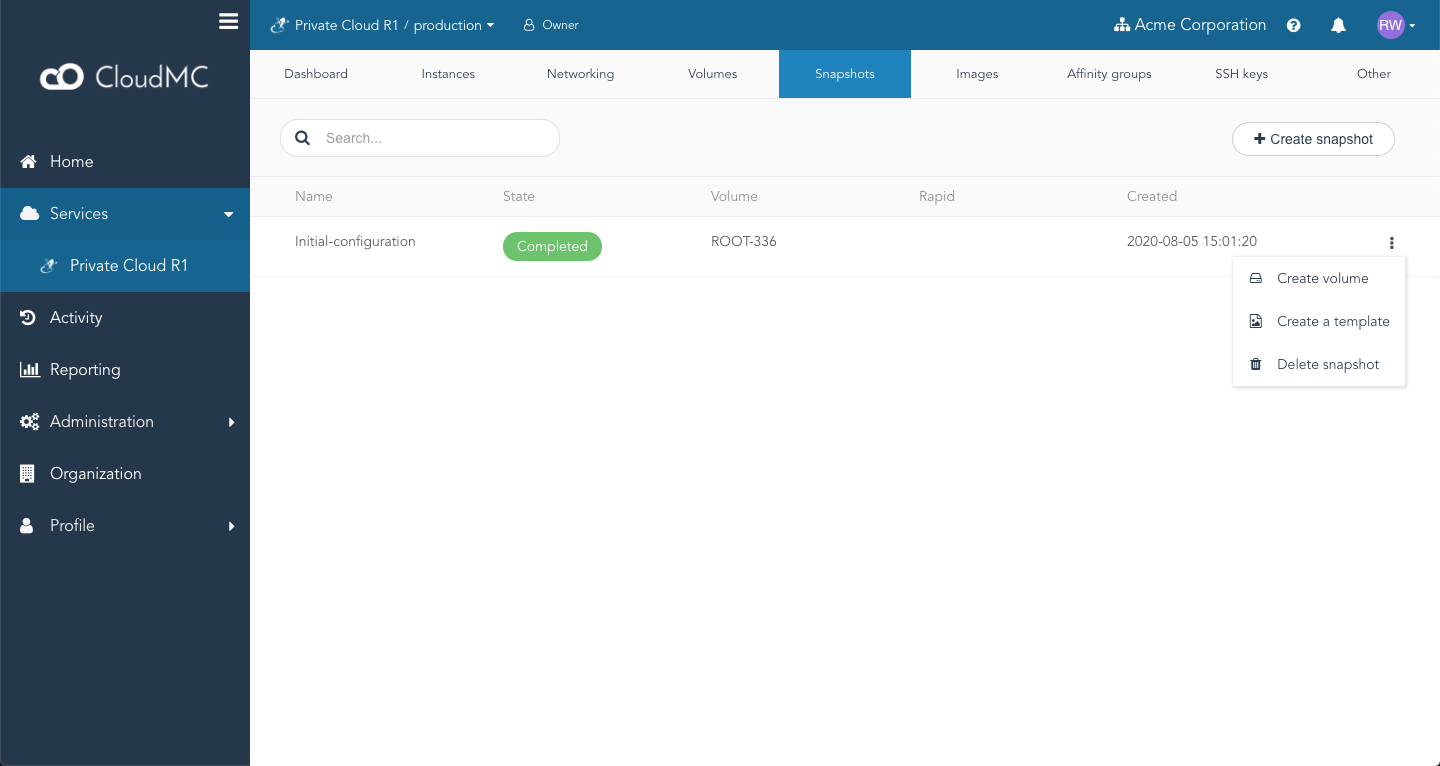 Private Cloud R1 / production
Owner
Acme Corporation
RW
CloudMC
Home
Services
Private Cloud R1
Activity
Reporting
Administration
Organization
Profile
Dashboard Instances Networking Volumes Snapshots Images Affinity groups SSH keys Other
Search...
Create snapshot
Name State Volume Rapid Created
Initial-configuration Completed ROOT-336 2020-08-05 15:01:20
Create volume
Create a template
Delete snapshot